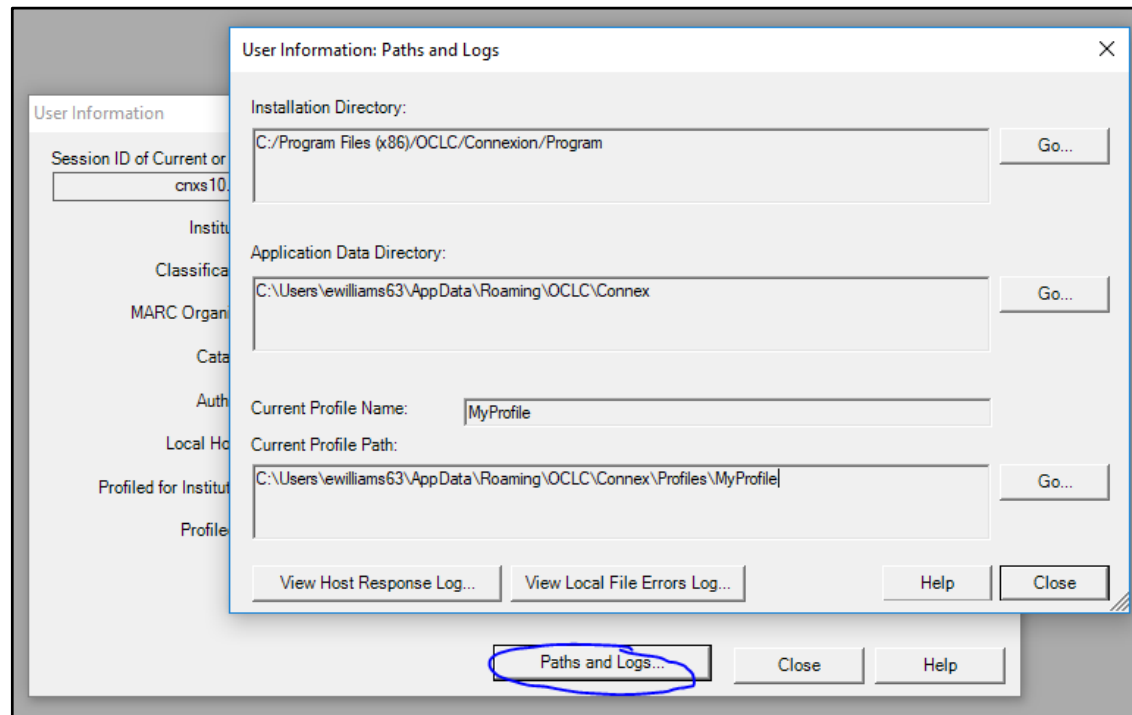 User Information: Paths and Logs
Installation Directory:
C:/Program Files (x86)/OCLC/Connexion/Program
Go...
Application Data Directory:
C:\Users\ewilliams63\AppData\Roaming\OCLC\Connex
Go...
Current Profile Name:
MyProfile
Current Profile Path:
C:\Users\ewilliams63\AppData\Roaming\OCLC\Connex\Profiles\MyProfile
Go...
View Host Response Log...
View Local File Errors Log...
Help
Close
User Information
Session ID of Current or
cnxs10.
Institu
Classifica
MARC Organi
Cata
Auth
Local Ho
Profiled for Institut
Profile
Paths and Logs...
Close
Help